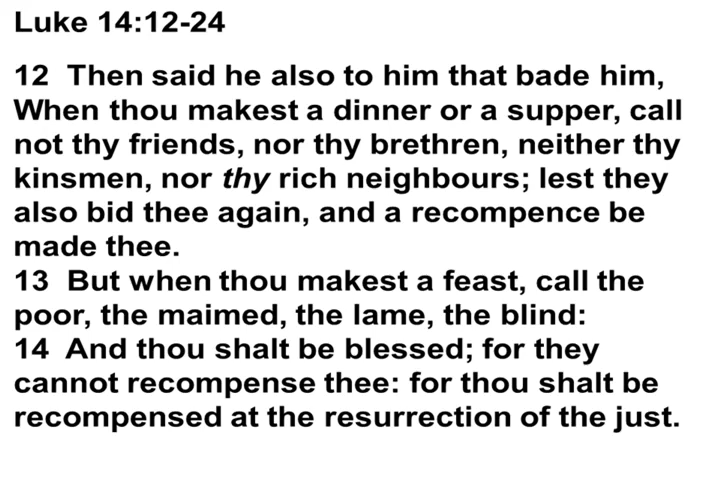 Luke 14:12-24
12 Then said he also to him that bade him,
When thou makest a dinner or a supper, call
not thy friends, nor thy brethren, neither thy
kinsmen, nor thy rich neighbours; lest they
also bid thee again, and a recompence be
made thee.
13 But when thou makest a feast, call the
poor, the maimed, the lame, the blind:
14 And thou shalt be blessed; for they
cannot recompense thee: for thou shalt be
recompensed at the resurrection of the just.